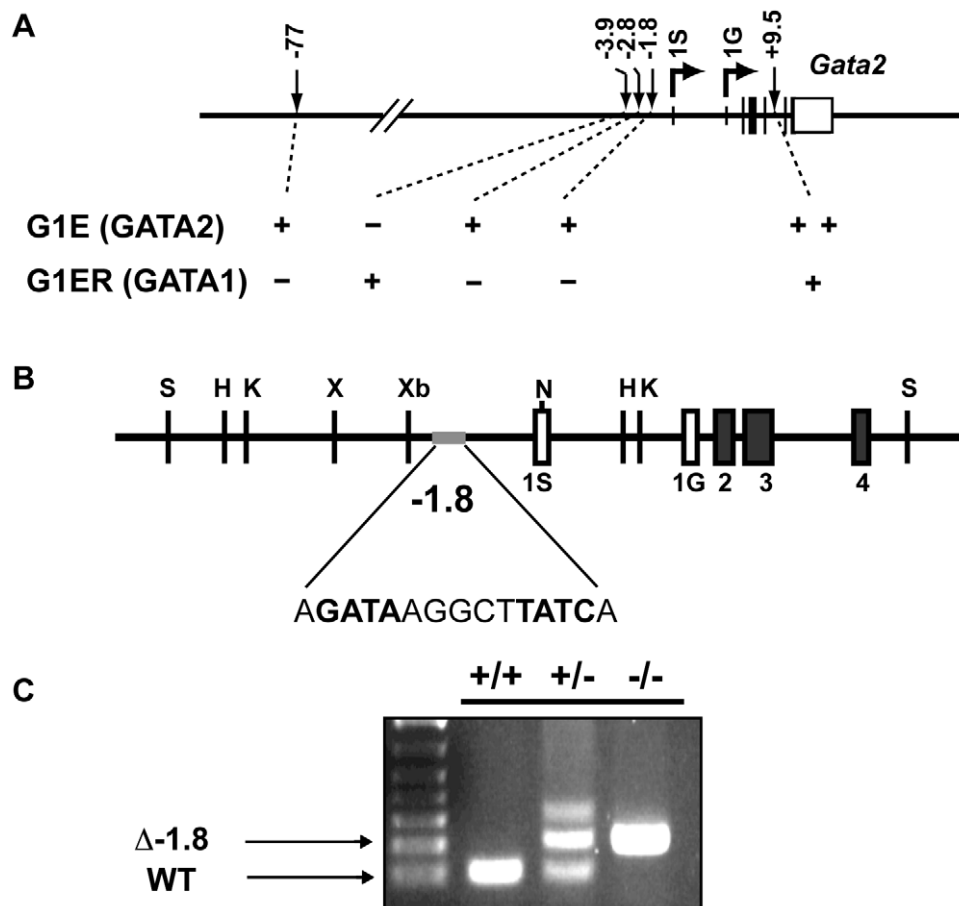 A
-77
-3.9
-2.8
-1.8
1S
1G
+9.5
Gata2
G1E (GATA2) + – + + + +
G1ER (GATA1) – + – – +
B
S H K X Xb N H K S
1S 1G 2 3 4
-1.8
AGATAAGGCTTATCA
C
+/+ +/- -/-
Δ-1.8
WT